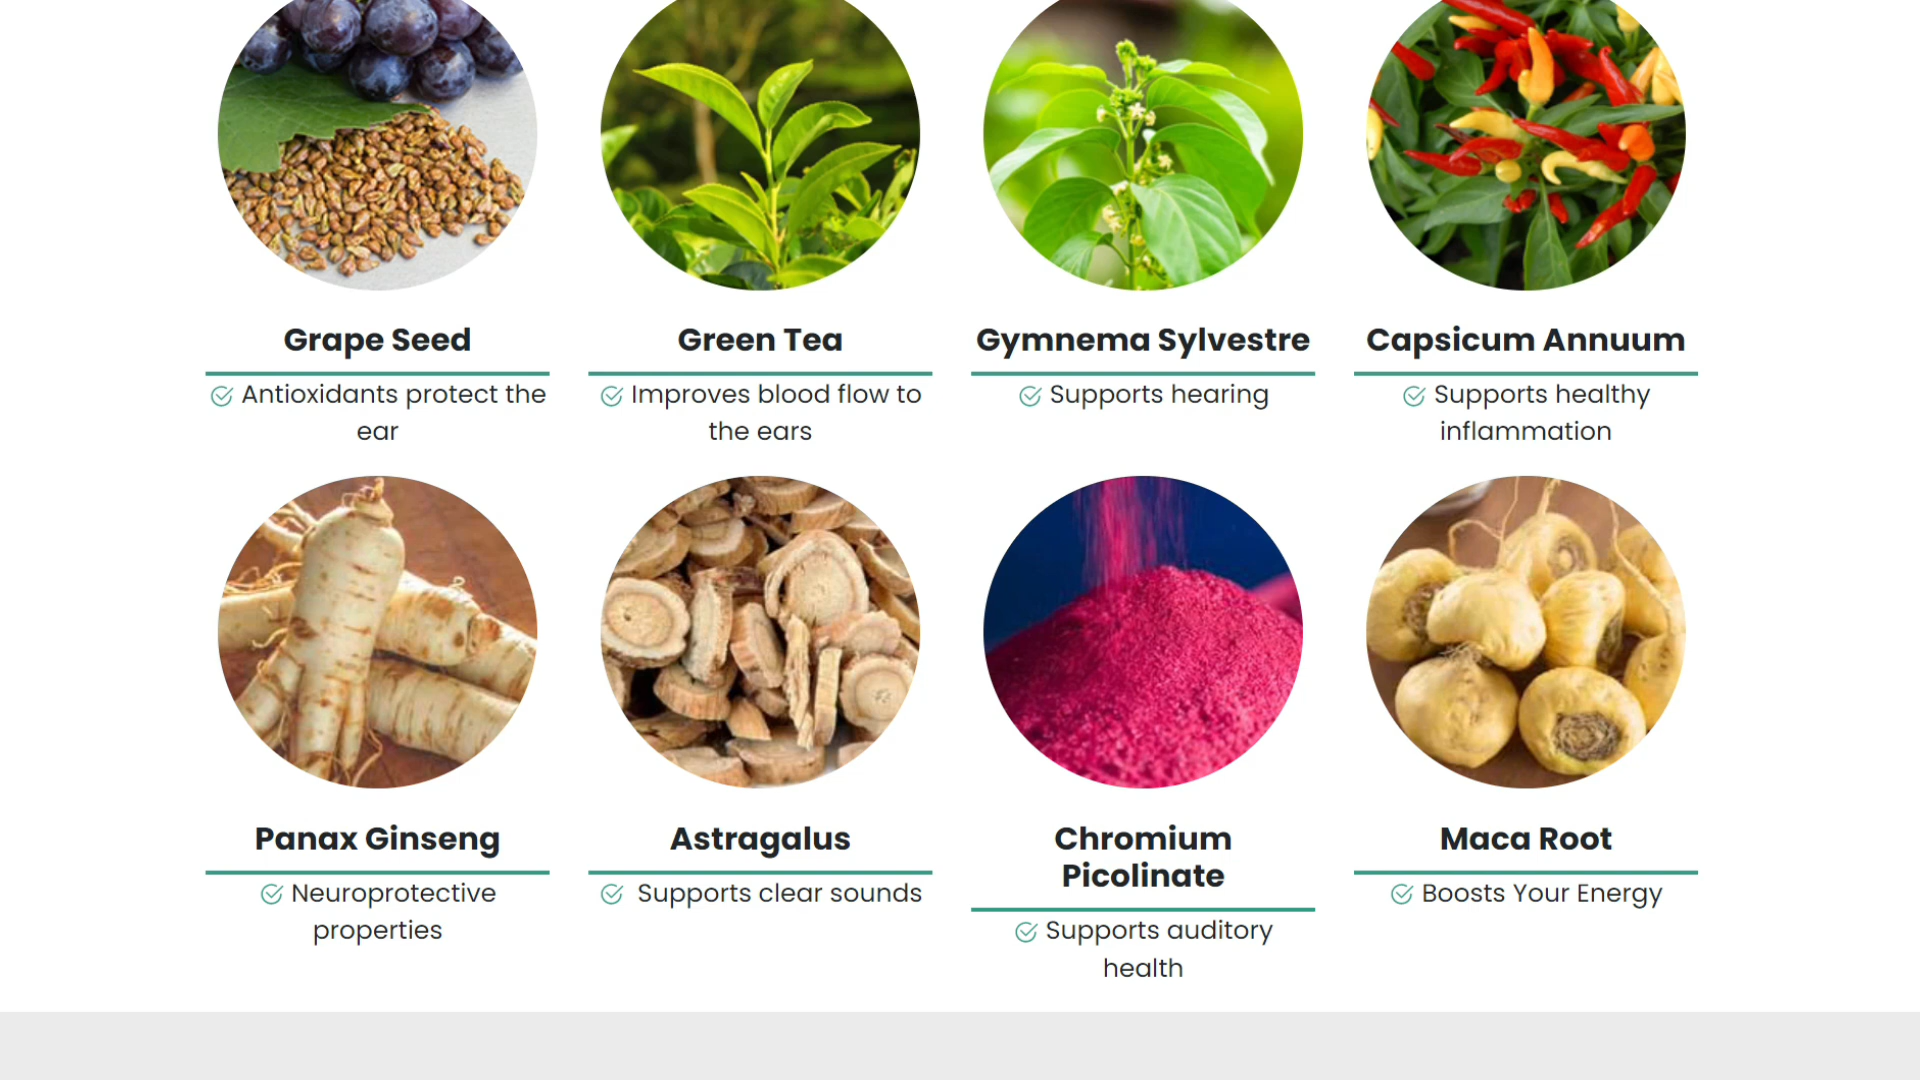 Grape Seed
Antioxidants protect the
ear
Green Tea
Improves blood flow to
the ears
Gymnema Sylvestre
Supports hearing
Capsicum Annuum
Supports healthy
inflammation
Panax Ginseng
Neuroprotective
properties
Astragalus
Supports clear sounds
Chromium
Picolinate
Supports auditory
health
Maca Root
Boosts Your Energy